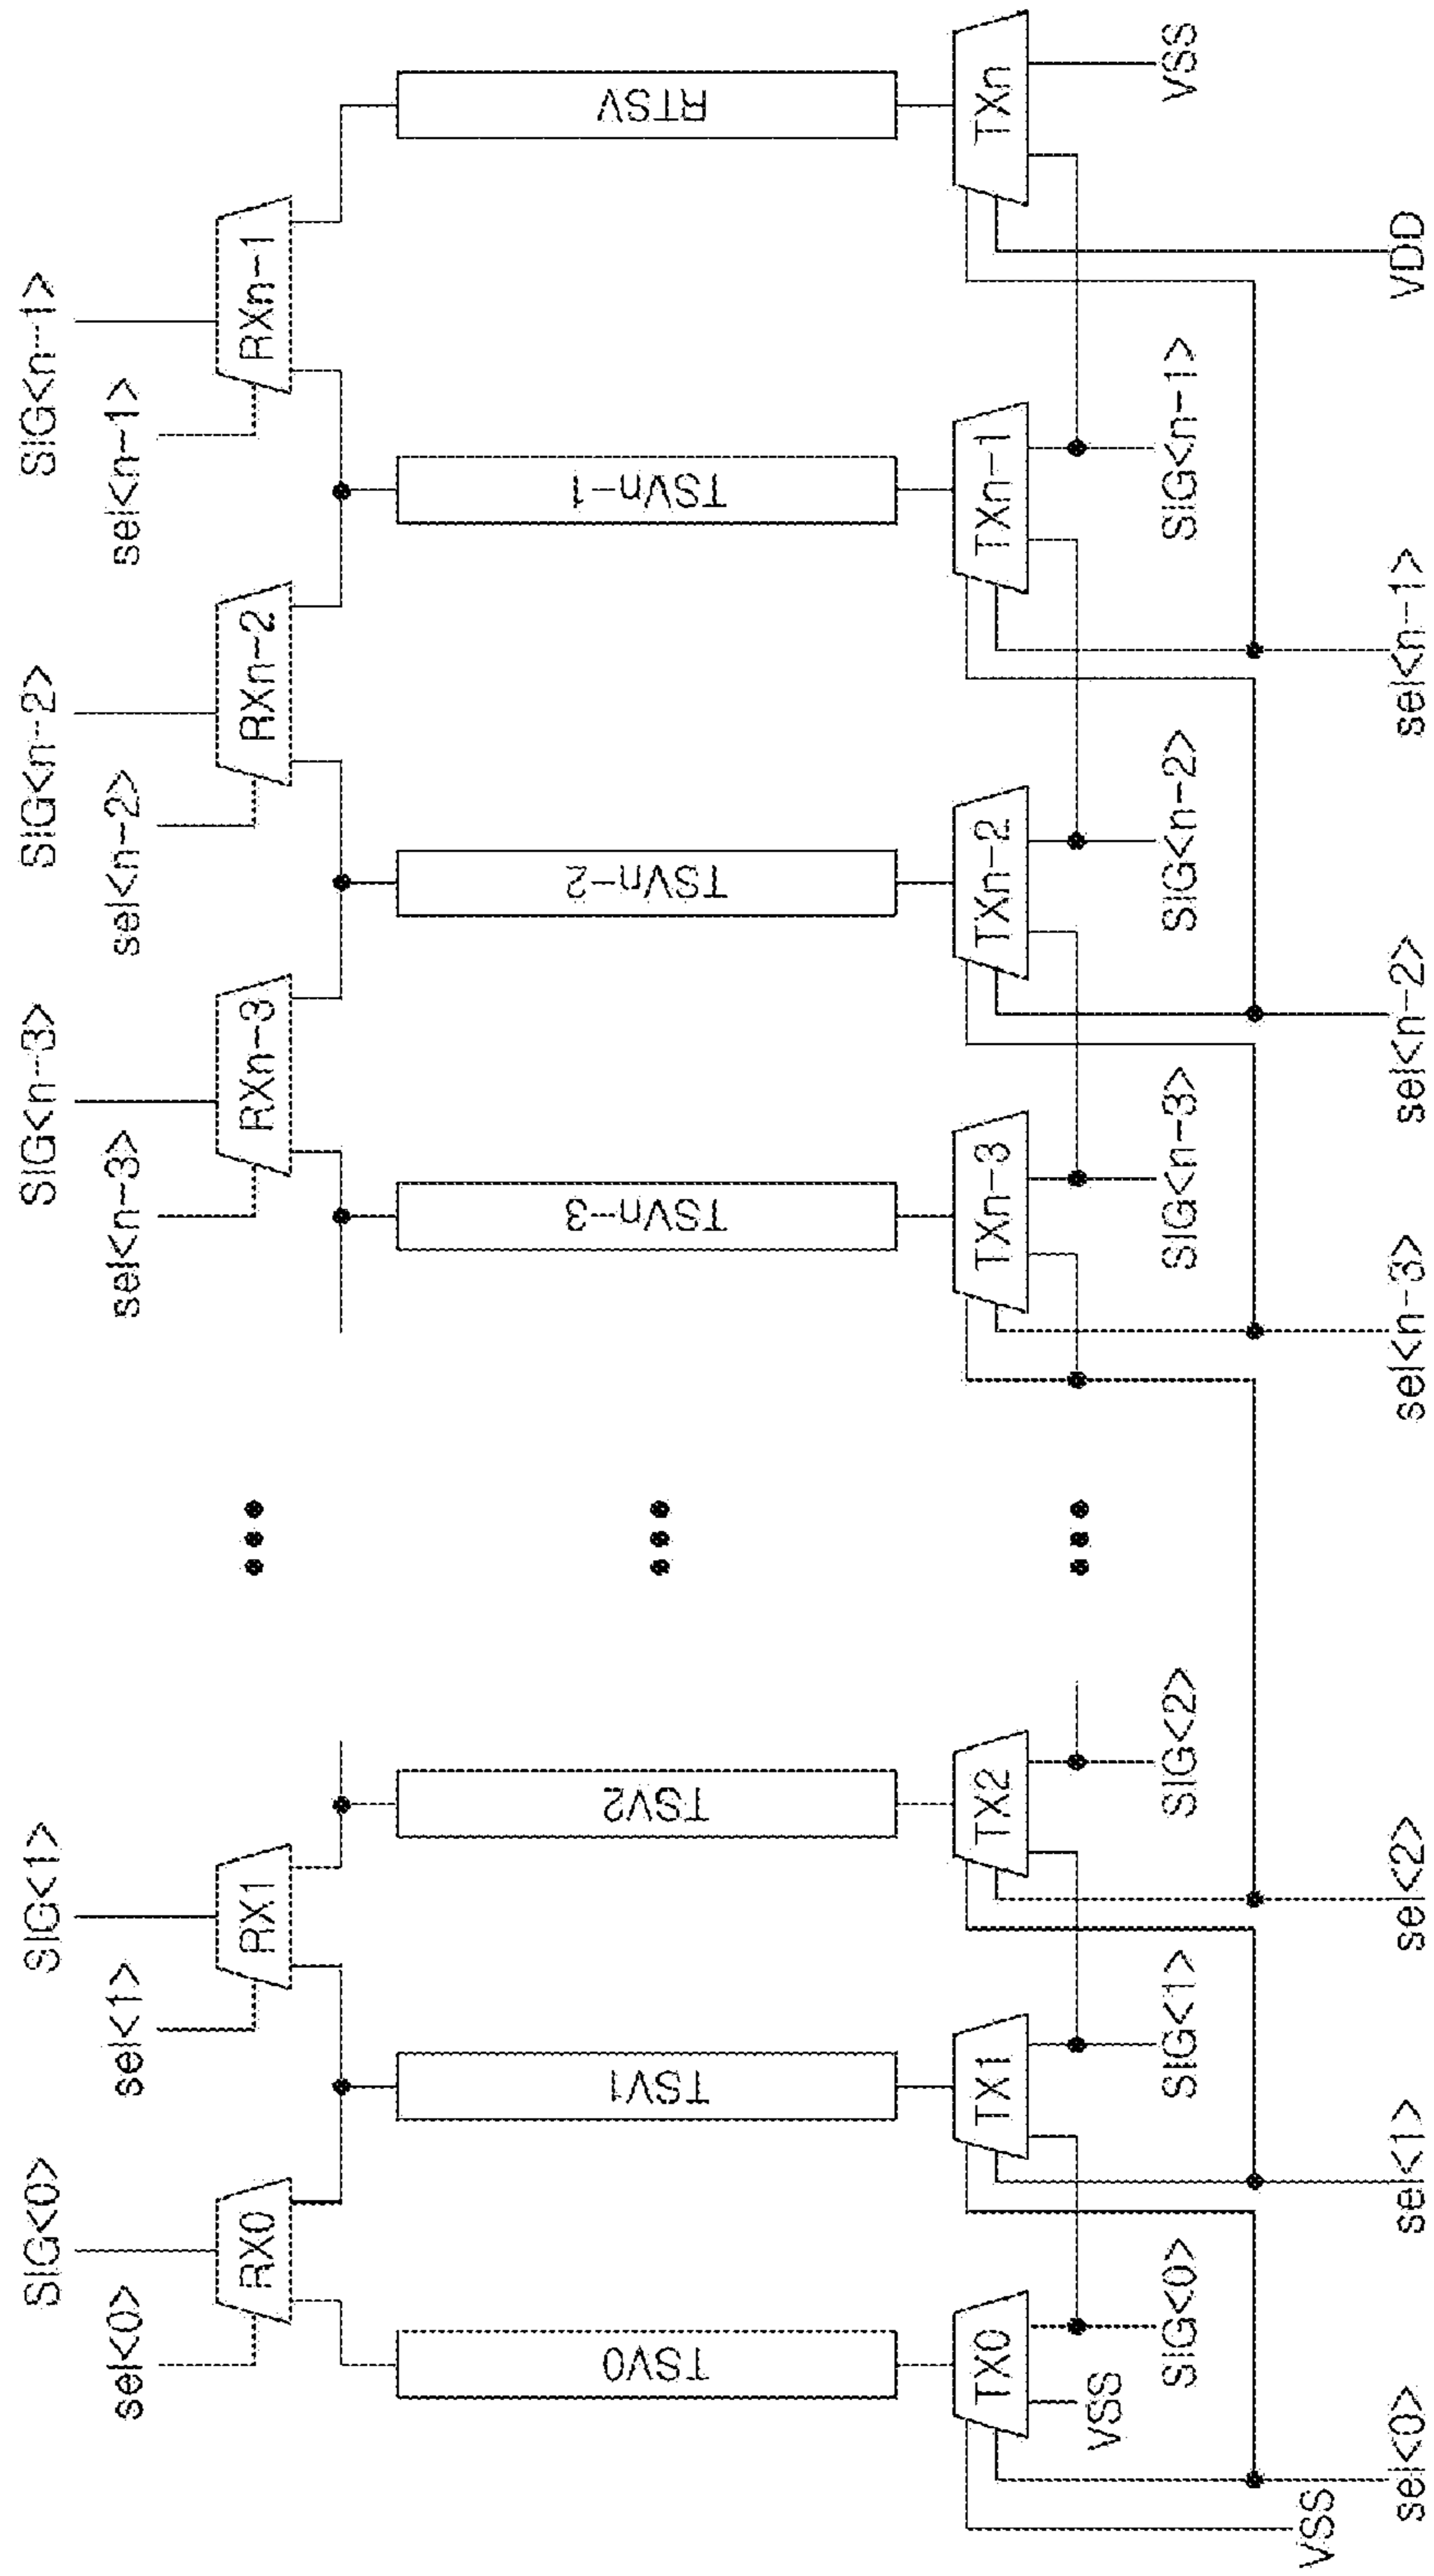 SIG<0>
SIG<1>
SIG<n-3>
SIG<n-2>
SIG<n-1>
sel<0>
sel<1>
sel<n-3>
sel<n-2>
sel<n-1>
RX0
RX1
RXn-3
RXn-2
RXn-1
TSV0
TSV1
TSV2
TSVn-3
TSVn-2
TSVn-1
RTSV
TX0
TX1
TX2
TXn-3
TXn-2
TXn-1
TXn
VSS
SIG<0>
SIG<1>
SIG<2>
SIG<n-3>
SIG<n-2>
SIG<n-1>
VSS
VSS
sel<0>
sel<1>
sel<2>
sel<n-3>
sel<n-2>
sel<n-1>
VDD